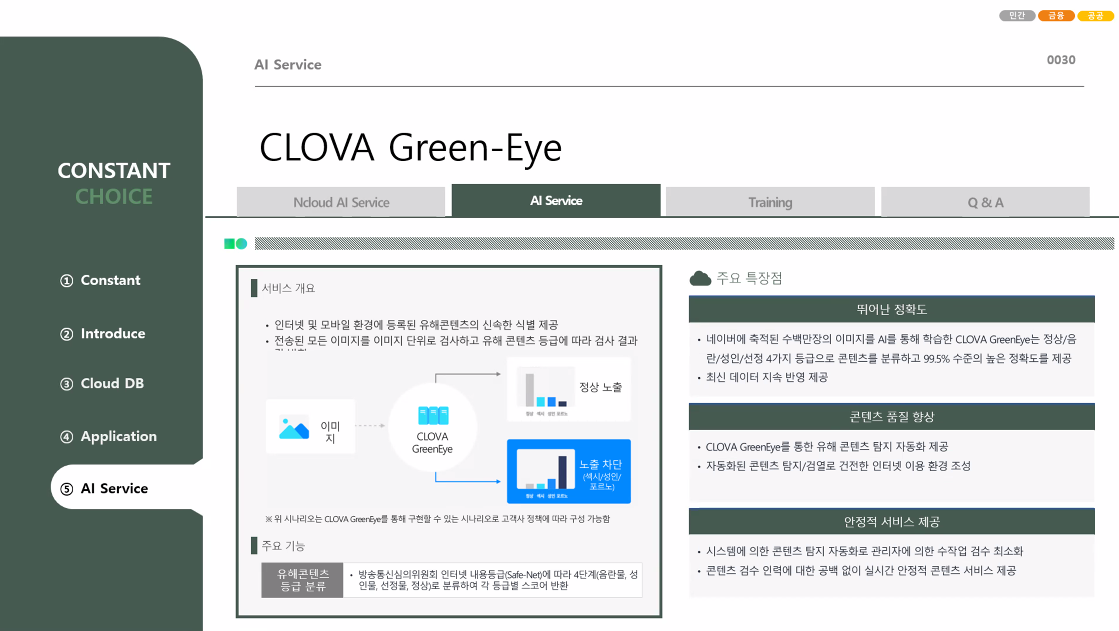 민간 금융 공공
AI Service
0030
CLOVA Green-Eye
CONSTANT
CHOICE
① Constant
② Introduce
③ Cloud DB
④ Application
⑤ AI Service
Ncloud AI Service
AI Service
Training
Q & A
서비스 개요
• 인터넷 및 모바일 환경에 등록된 유해콘텐츠의 신속한 식별 제공
• 전송된 모든 이미지를 이미지 단위로 검사하고 유해 콘텐츠 등급에 따라 검사 결과
이미
지
CLOVA
GreenEye
정상 노출
정상 섹시 성인 포르노
노출 차단
(섹시/성인/
포르노)
정상 섹시 성인 포르노
※ 위 시나리오는 CLOVA GreenEye를 통해 구현할 수 있는 시나리오로 고객사 정책에 따라 구성 가능함
주요 기능
유해콘텐츠
등급 분류
• 방송통신심의위원회 인터넷 내용등급(Safe-Net)에 따라 4단계(음란물, 성
인물, 선정물, 정상)로 분류하여 각 등급별 스코어 반환
주요 특장점
뛰어난 정확도
• 네이버에 축적된 수백만장의 이미지를 AI를 통해 학습한 CLOVA GreenEye는 정상/음
란/성인/선정 4가지 등급으로 콘텐츠를 분류하고 99.5% 수준의 높은 정확도를 제공
• 최신 데이터 지속 반영 제공
콘텐츠 품질 향상
• CLOVA GreenEye를 통한 유해 콘텐츠 탐지 자동화 제공
• 자동화된 콘텐츠 탐지/검열로 건전한 인터넷 이용 환경 조성
안정적 서비스 제공
• 시스템에 의한 콘텐츠 탐지 자동화로 관리자에 의한 수작업 검수 최소화
• 콘텐츠 검수 인력에 대한 공백 없이 실시간 안정적 콘텐츠 서비스 제공